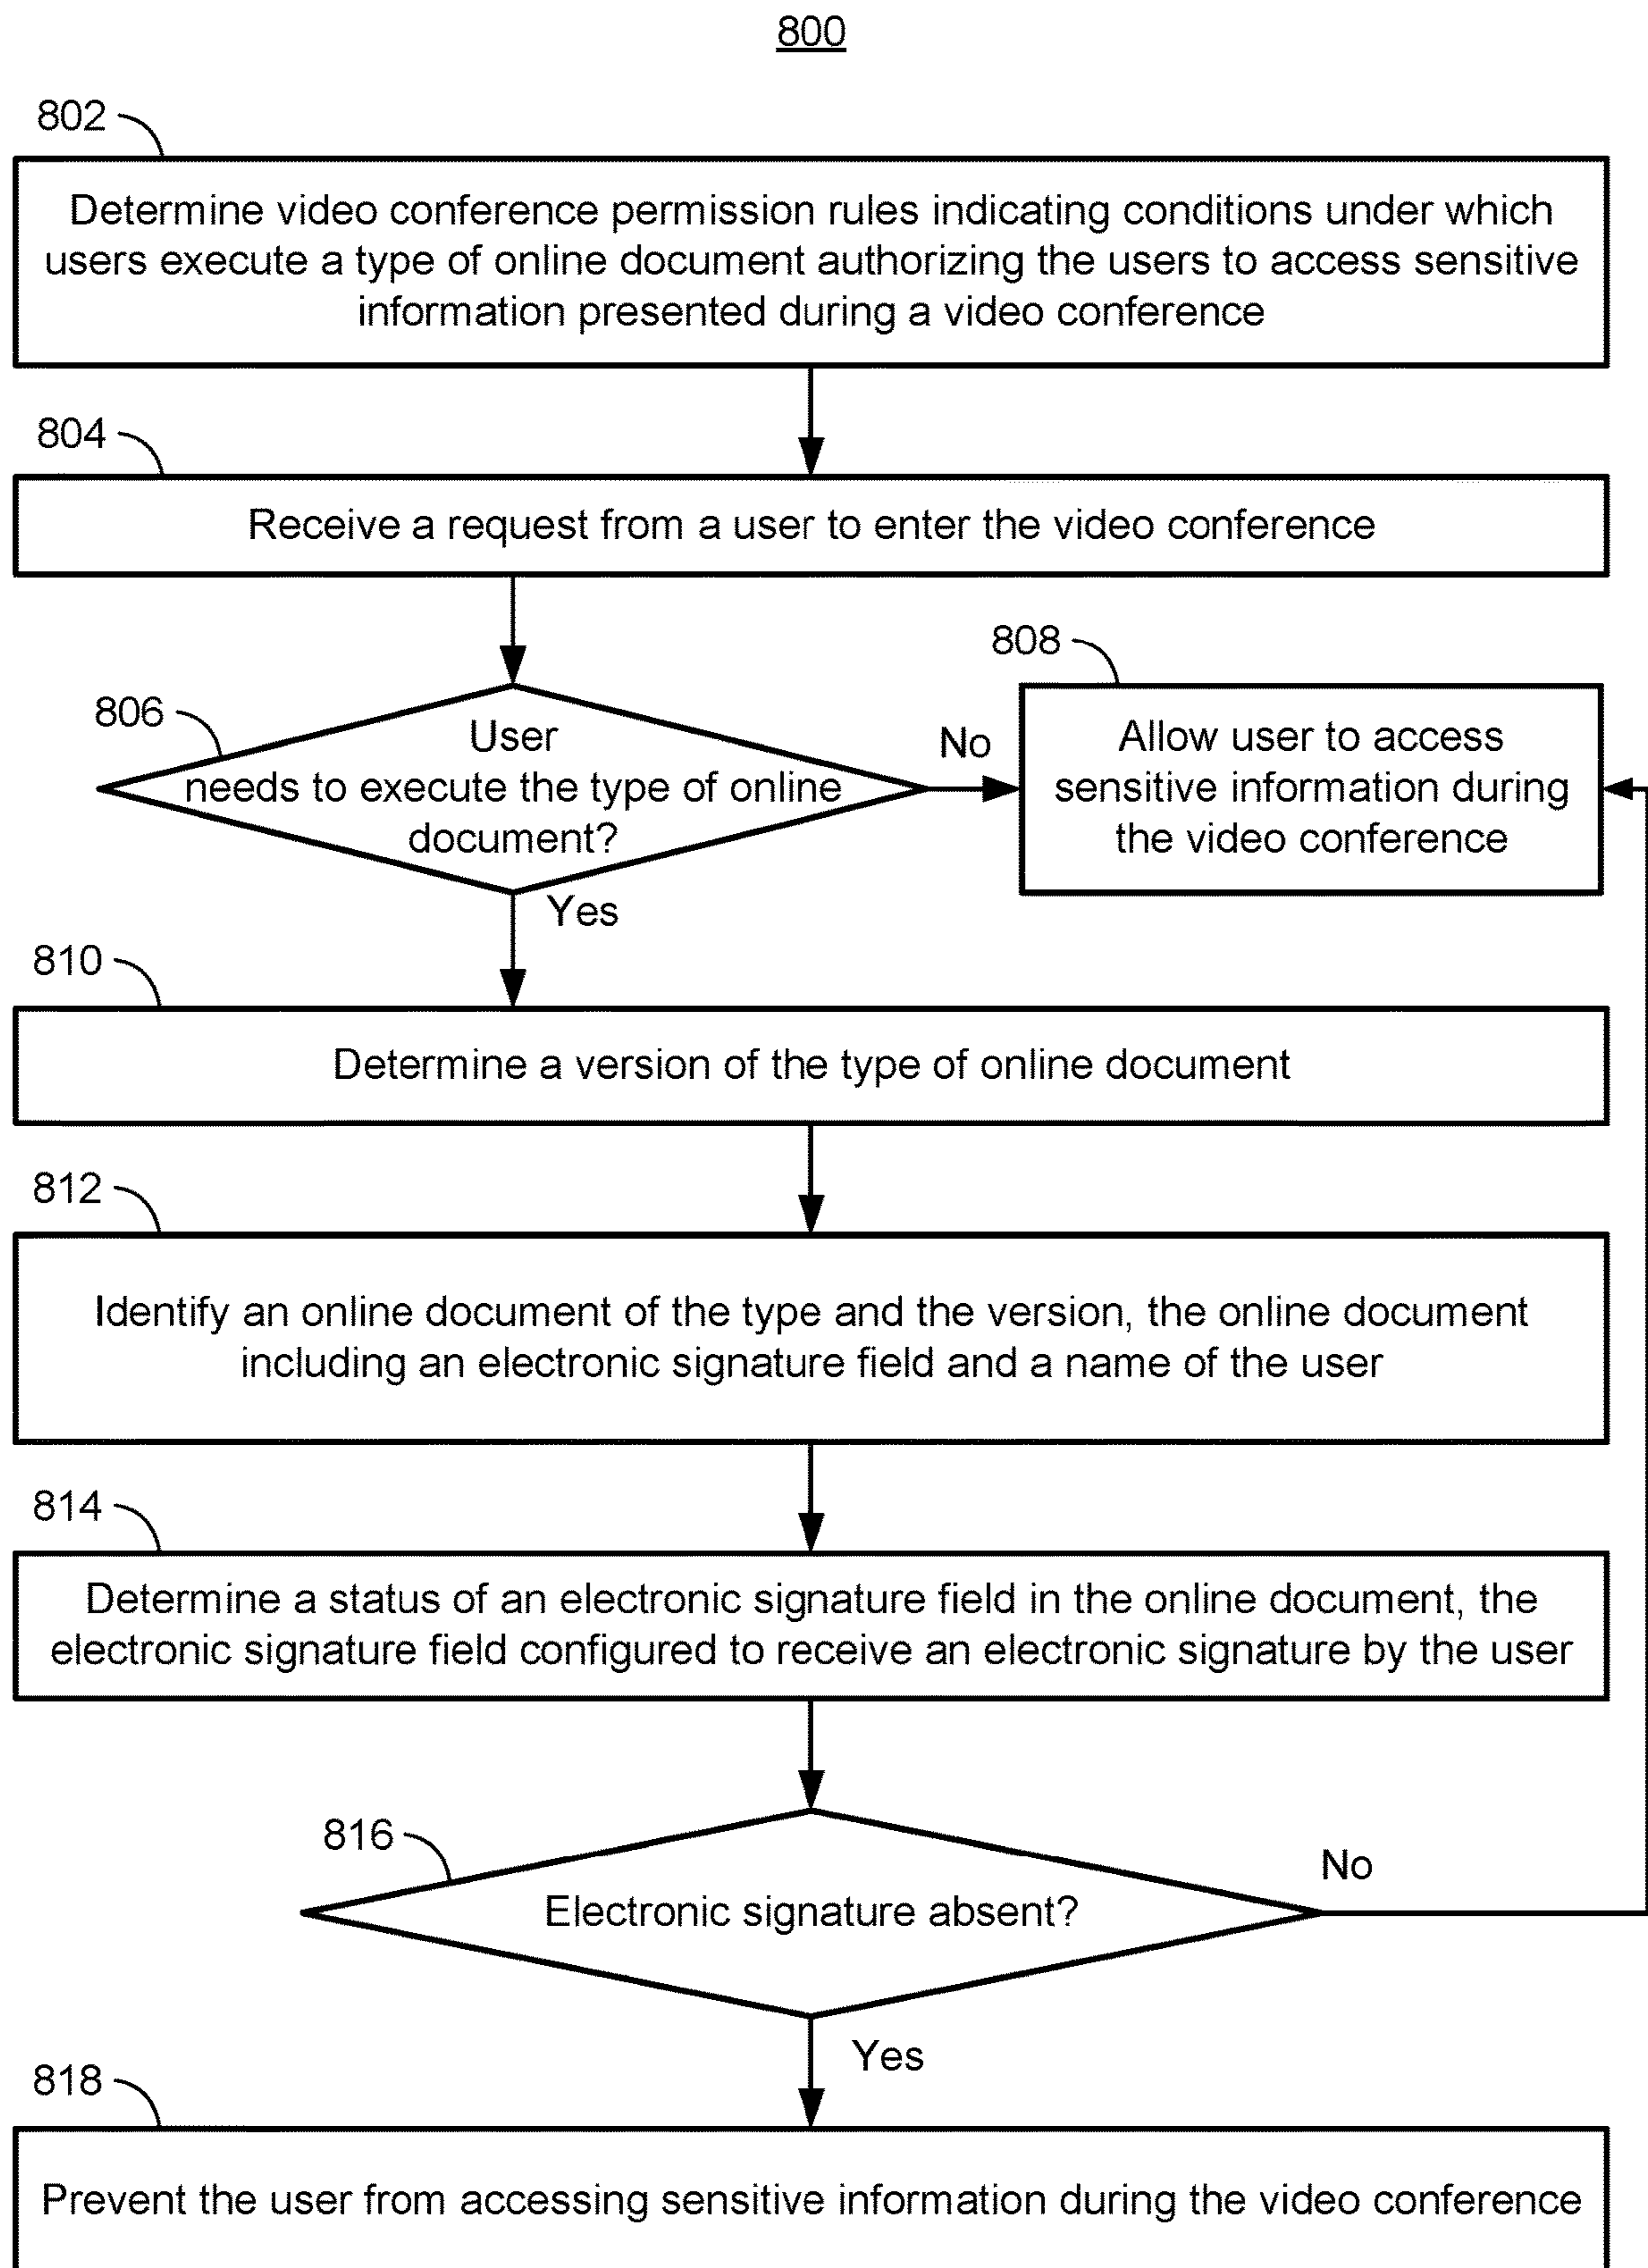 800
802
Determine video conference permission rules indicating conditions under which
users execute a type of online document authorizing the users to access sensitive
information presented during a video conference
804
Receive a request from a user to enter the video conference
806
User
needs to execute the type of online
document?
No
808
Allow user to access
sensitive information during
the video conference
Yes
810
Determine a version of the type of online document
812
Identify an online document of the type and the version, the online document
including an electronic signature field and a name of the user
814
Determine a status of an electronic signature field in the online document, the
electronic signature field configured to receive an electronic signature by the user
816
Electronic signature absent?
No
Yes
818
Prevent the user from accessing sensitive information during the video conference